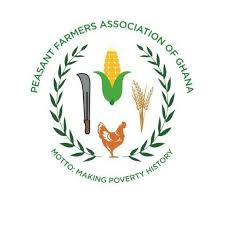 PEASANT FARMERS ASSOCIATION OF GHANA
MOTTO: MAKING POVERTY HISTORY